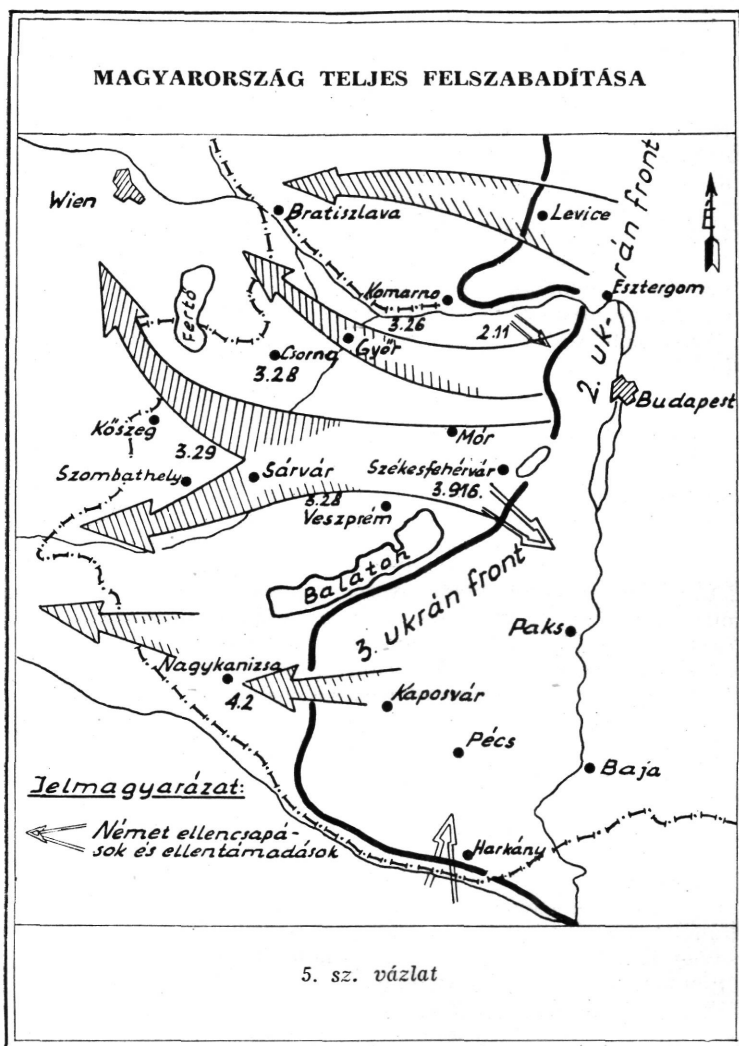 MAGYARORSZÁG TELJES FELSZABADÍTÁSA
Wien
Bratiszlava
Levice
É
Komarno
Esztergom
3.26
2.11
2. uk-
rán front
Fertő
Csorna
3.28
Győr
Budapest
Kőszeg
3.29
Mór
Szombathely
Sárvár
Székesfehérvár
3.916.
3.28
Veszprém
Balaton
3. ukrán front
Paks
Nagykanizsa
4.2
Kaposvár
Pécs
Baja
Jelmagyarázat:
Német ellencsapá-
sok és ellentámadások
Harkány
5. sz. vázlat